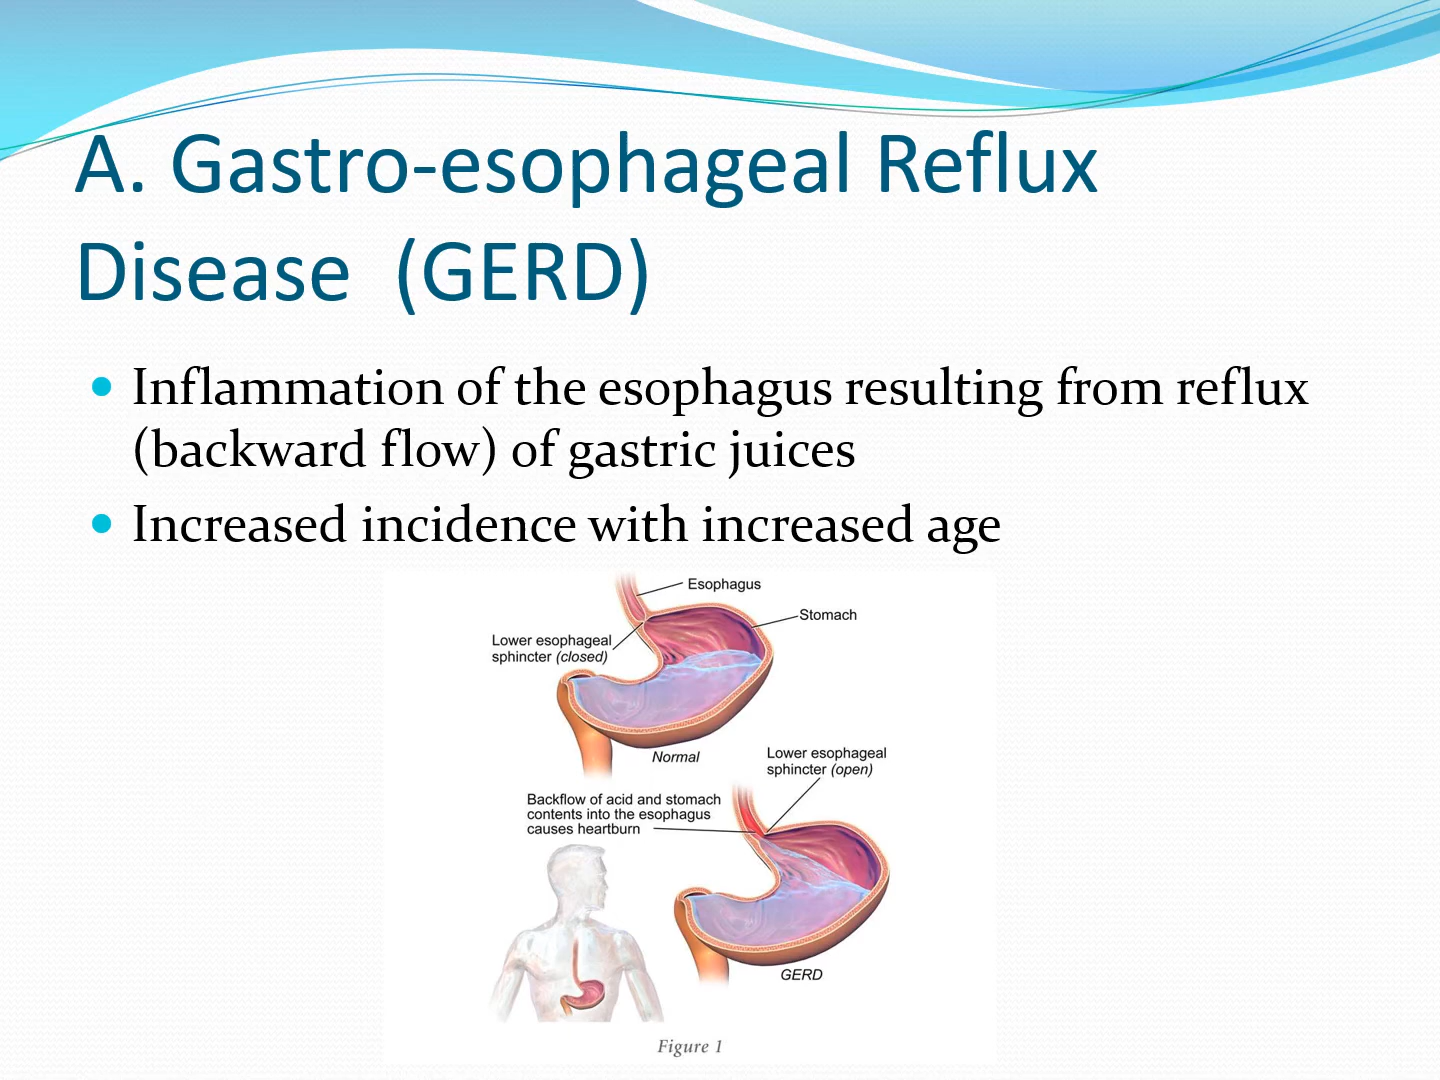 A. Gastro-esophageal Reflux
Disease (GERD)
• Inflammation of the esophagus resulting from reflux
(backward flow) of gastric juices
• Increased incidence with increased age
Esophagus
Stomach
Lower esophageal
sphincter (closed)
Normal
Lower esophageal
sphincter (open)
Backflow of acid and stomach
contents into the esophagus
causes heartburn
GERD
Figure 1